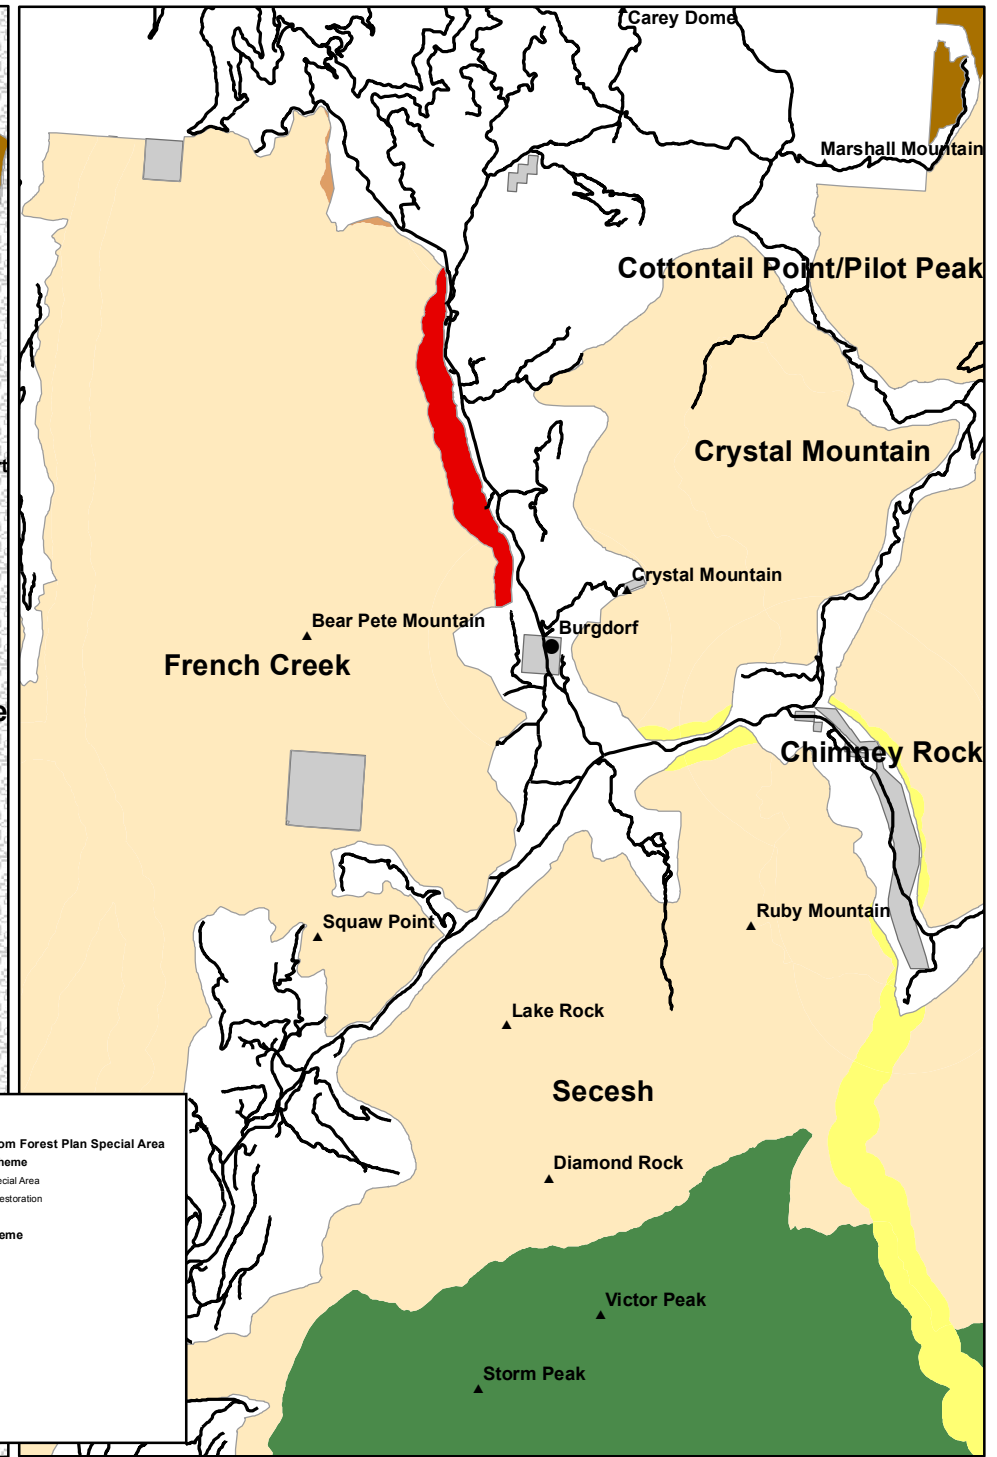 Carey Dome
Marshall Mountain
Cottontail Point/Pilot Peak
Crystal Mountain
Crystal Mountain
Bear Pete Mountain
Burgdorf
French Creek
Chimney Rock
Squaw Point
Ruby Mountain
Lake Rock
Secesh
om Forest Plan Special Area
heme
ecial Area
estoration
eme
Diamond Rock
Victor Peak
Storm Peak